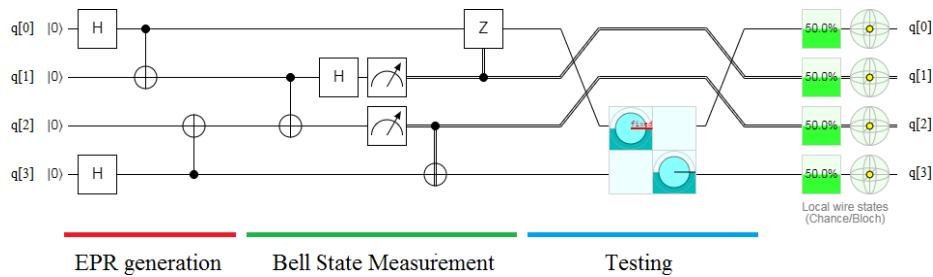 q[0] |0⟩ H Z 50.0% q[0]
q[1] |0⟩ H 50.0% q[1]
q[2] |0⟩ fixed 50.0% q[2]
q[3] |0⟩ H 50.0% q[3]
Local wire states
(Chance/Bloch)
EPR generation Bell State Measurement Testing